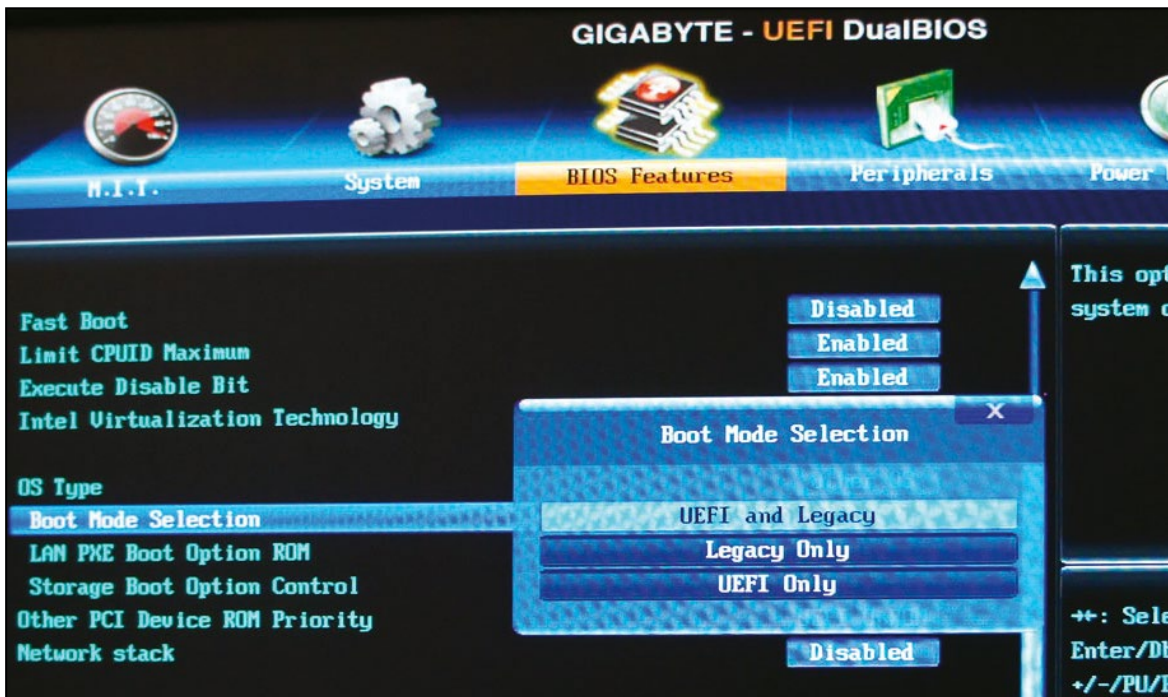 GIGABYTE - UEFI DualBIOS
M.I.T.
System
BIOS Features
Peripherals
Power
This opt
system
Fast Boot
Disabled
Limit CPUID Maximum
Enabled
Execute Disable Bit
Enabled
Intel Virtualization Technology
X
Boot Mode Selection
OS Type
Boot Mode Selection
UEFI and Legacy
LAN PXE Boot Option ROM
Legacy Only
Storage Boot Option Control
UEFI Only
Other PCI Device ROM Priority
Network stack
Disabled
: Sele
Enter/Db
+/-/PU/